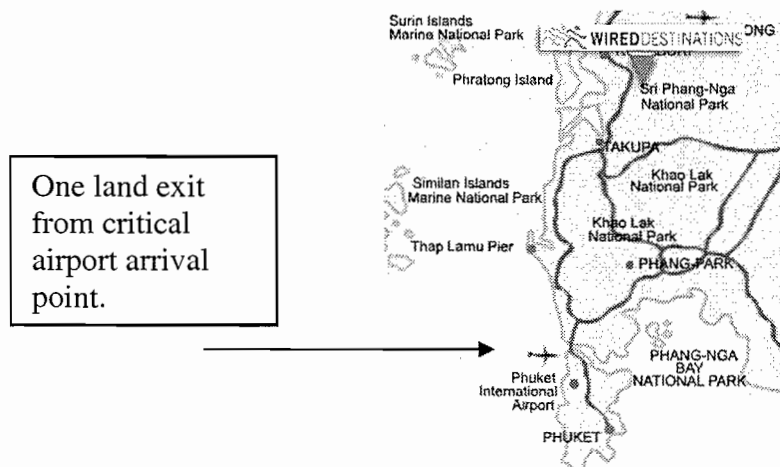 Surin Islands
Marine National Park
ONG
WIREDDESTINATIONS
Phratong Island
Sri Phang-Nga
National Park
TAKUPA
One land exit
from critical
airport arrival
point.
Similan Islands
Marine National Park
Khao Lak
National Park
Khao Lak
National Park
Thap Lamu Pier
PHANG-PARK
PHANG-NGA
BAY
NATIONAL PARK
Phuket
International
Airport
PHUKET